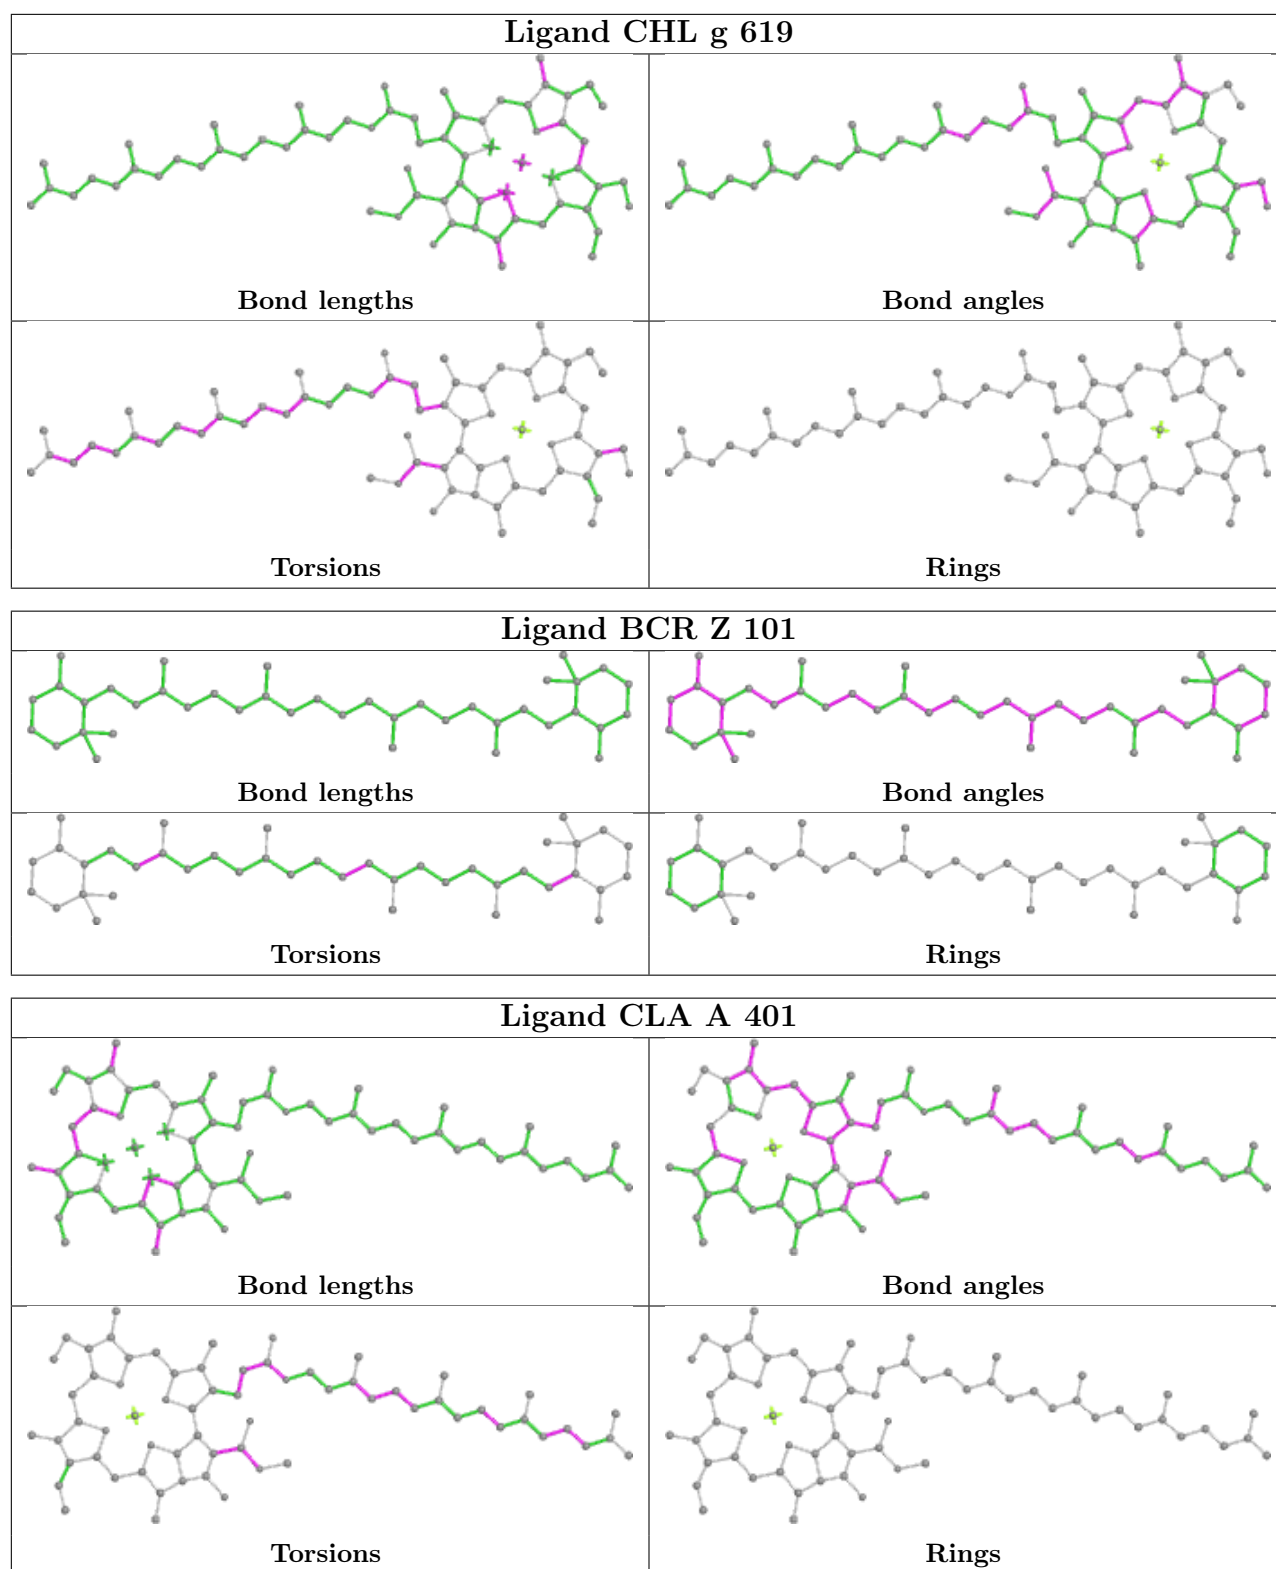 Ligand CHL g 619
Bond lengths
Bond angles
Torsions
Rings
Ligand BCR Z 101
Bond lengths
Bond angles
Torsions
Rings
Ligand CLA A 401
Bond lengths
Bond angles
Torsions
Rings